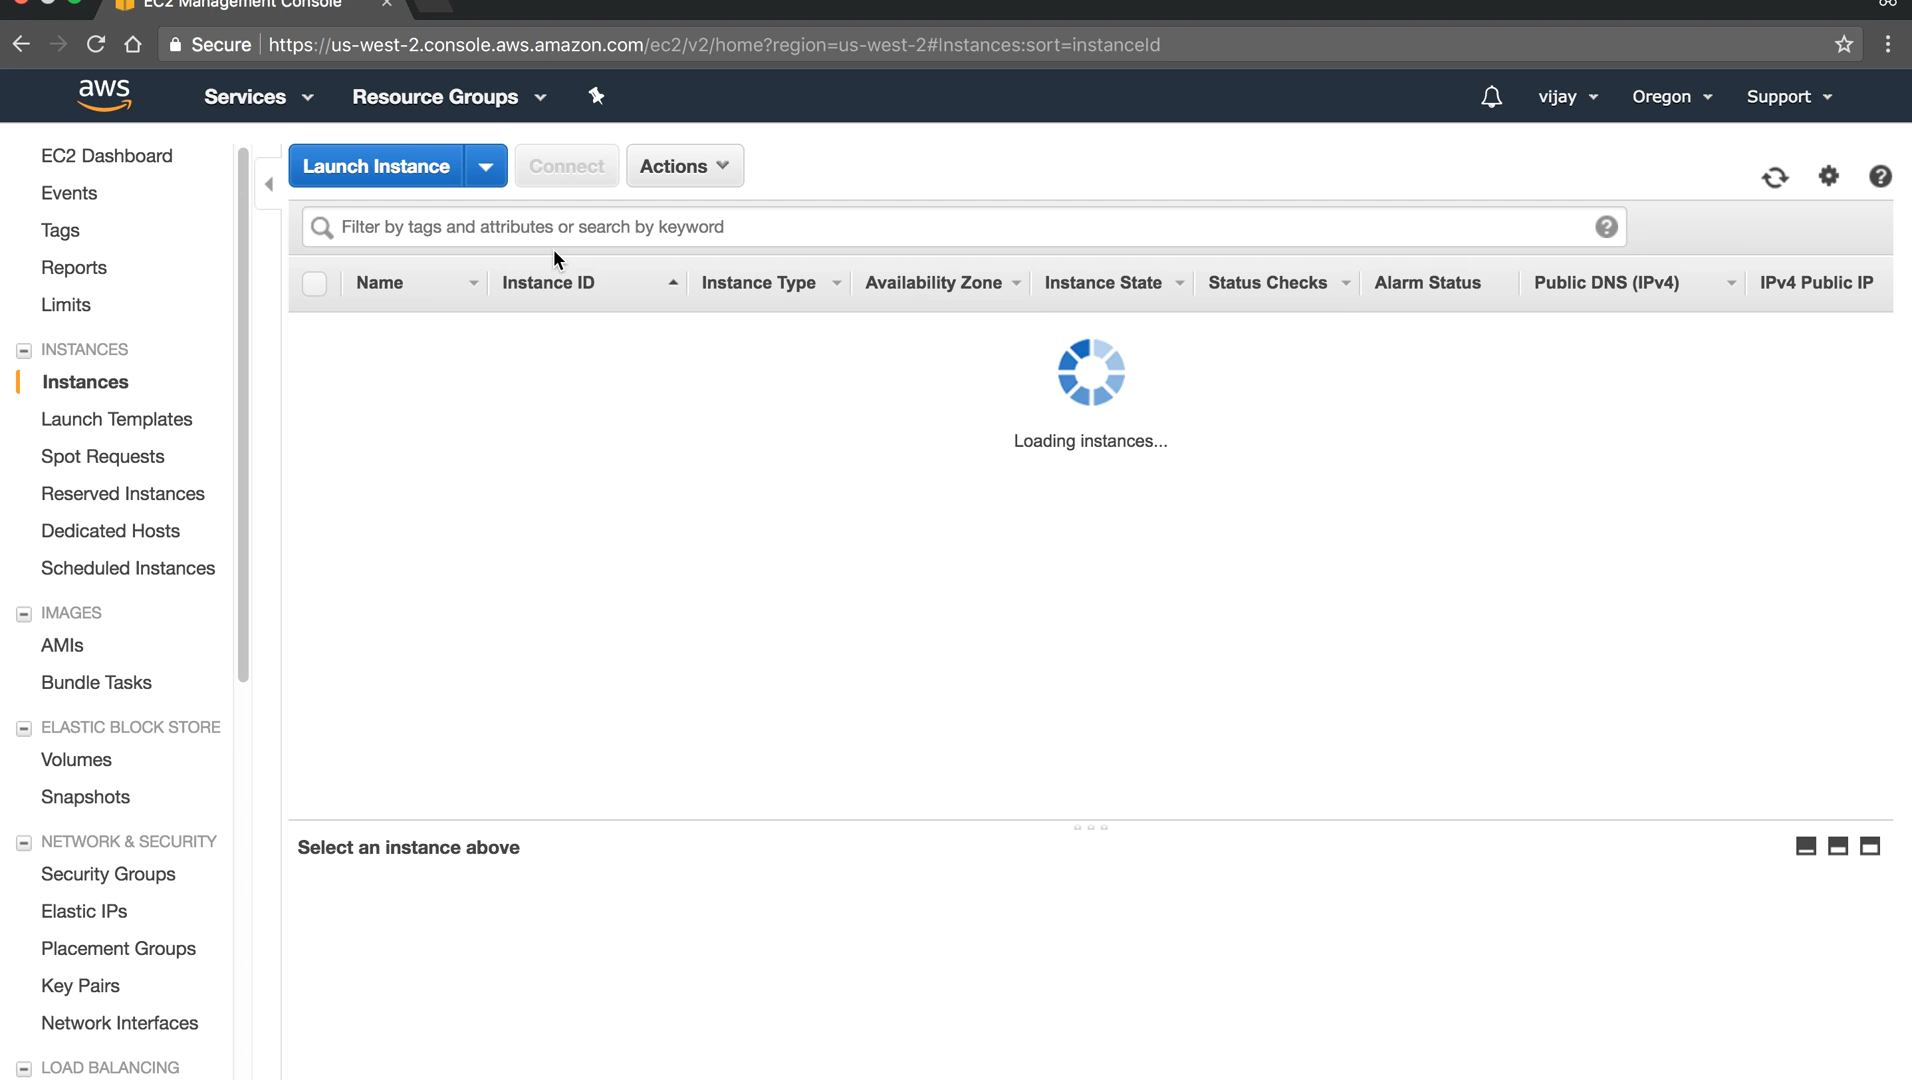 EC2 Management Console
Secure https://us-west-2.console.aws.amazon.com/ec2/v2/home?region=us-west-2#Instances:sort=instanceId
aws Services Resource Groups vijay Oregon Support
EC2 Dashboard
Events
Tags
Reports
Limits
INSTANCES
Instances
Launch Templates
Spot Requests
Reserved Instances
Dedicated Hosts
Scheduled Instances
IMAGES
AMIs
Bundle Tasks
ELASTIC BLOCK STORE
Volumes
Snapshots
NETWORK & SECURITY
Security Groups
Elastic IPs
Placement Groups
Key Pairs
Network Interfaces
LOAD BALANCING
Launch Instance Connect Actions
Filter by tags and attributes or search by keyword
Name Instance ID Instance Type Availability Zone Instance State Status Checks Alarm Status Public DNS (IPv4) IPv4 Public IP
Loading instances...
Select an instance above